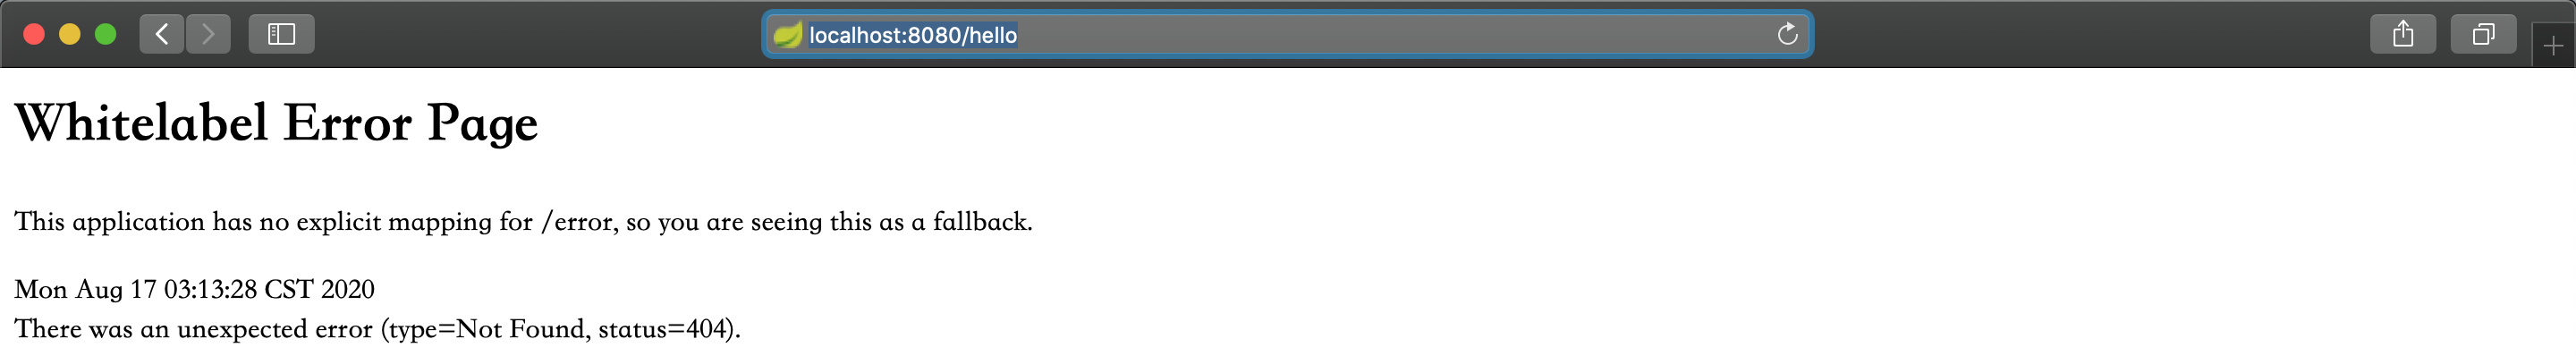 localhost:8080/hello
Whitelabel Error Page
This application has no explicit mapping for /error, so you are seeing this as a fallback.
Mon Aug 17 03:13:28 CST 2020
There was an unexpected error (type=Not Found, status=404).